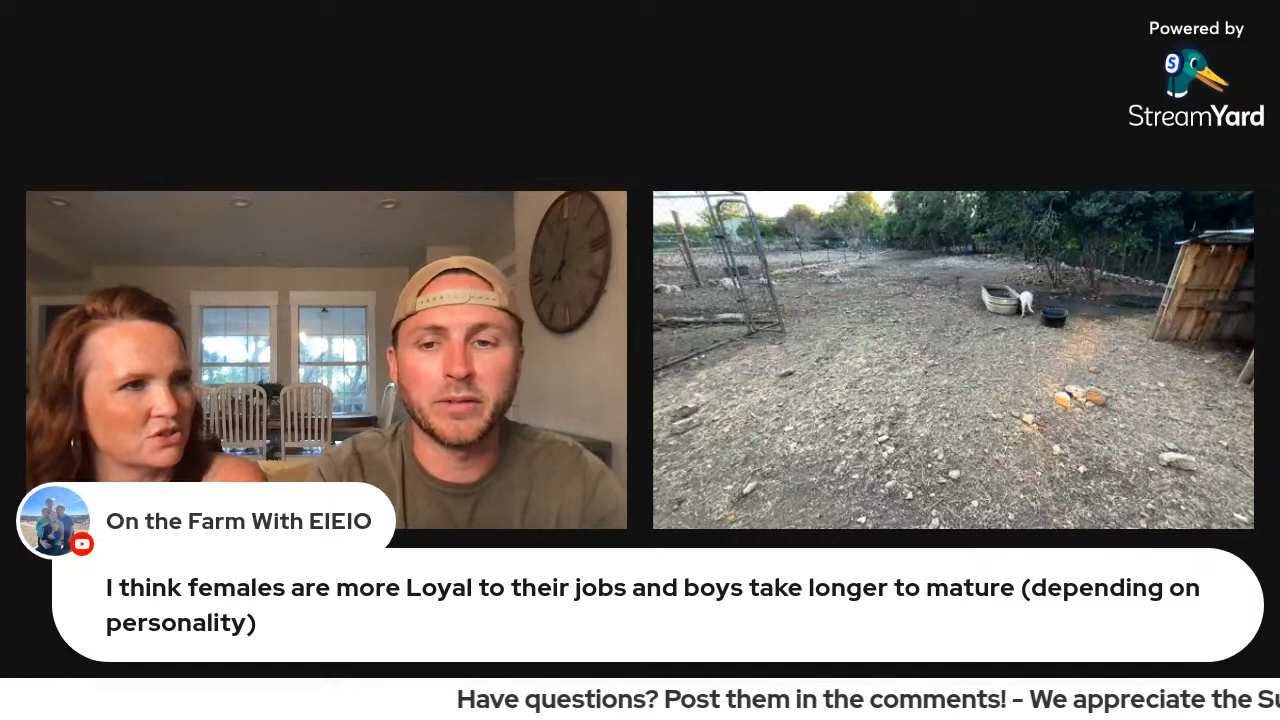 Powered by
StreamYard
On the Farm With EIEIO
I think females are more Loyal to their jobs and boys take longer to mature (depending on
personality)
Have questions? Post them in the comments! - We appreciate the